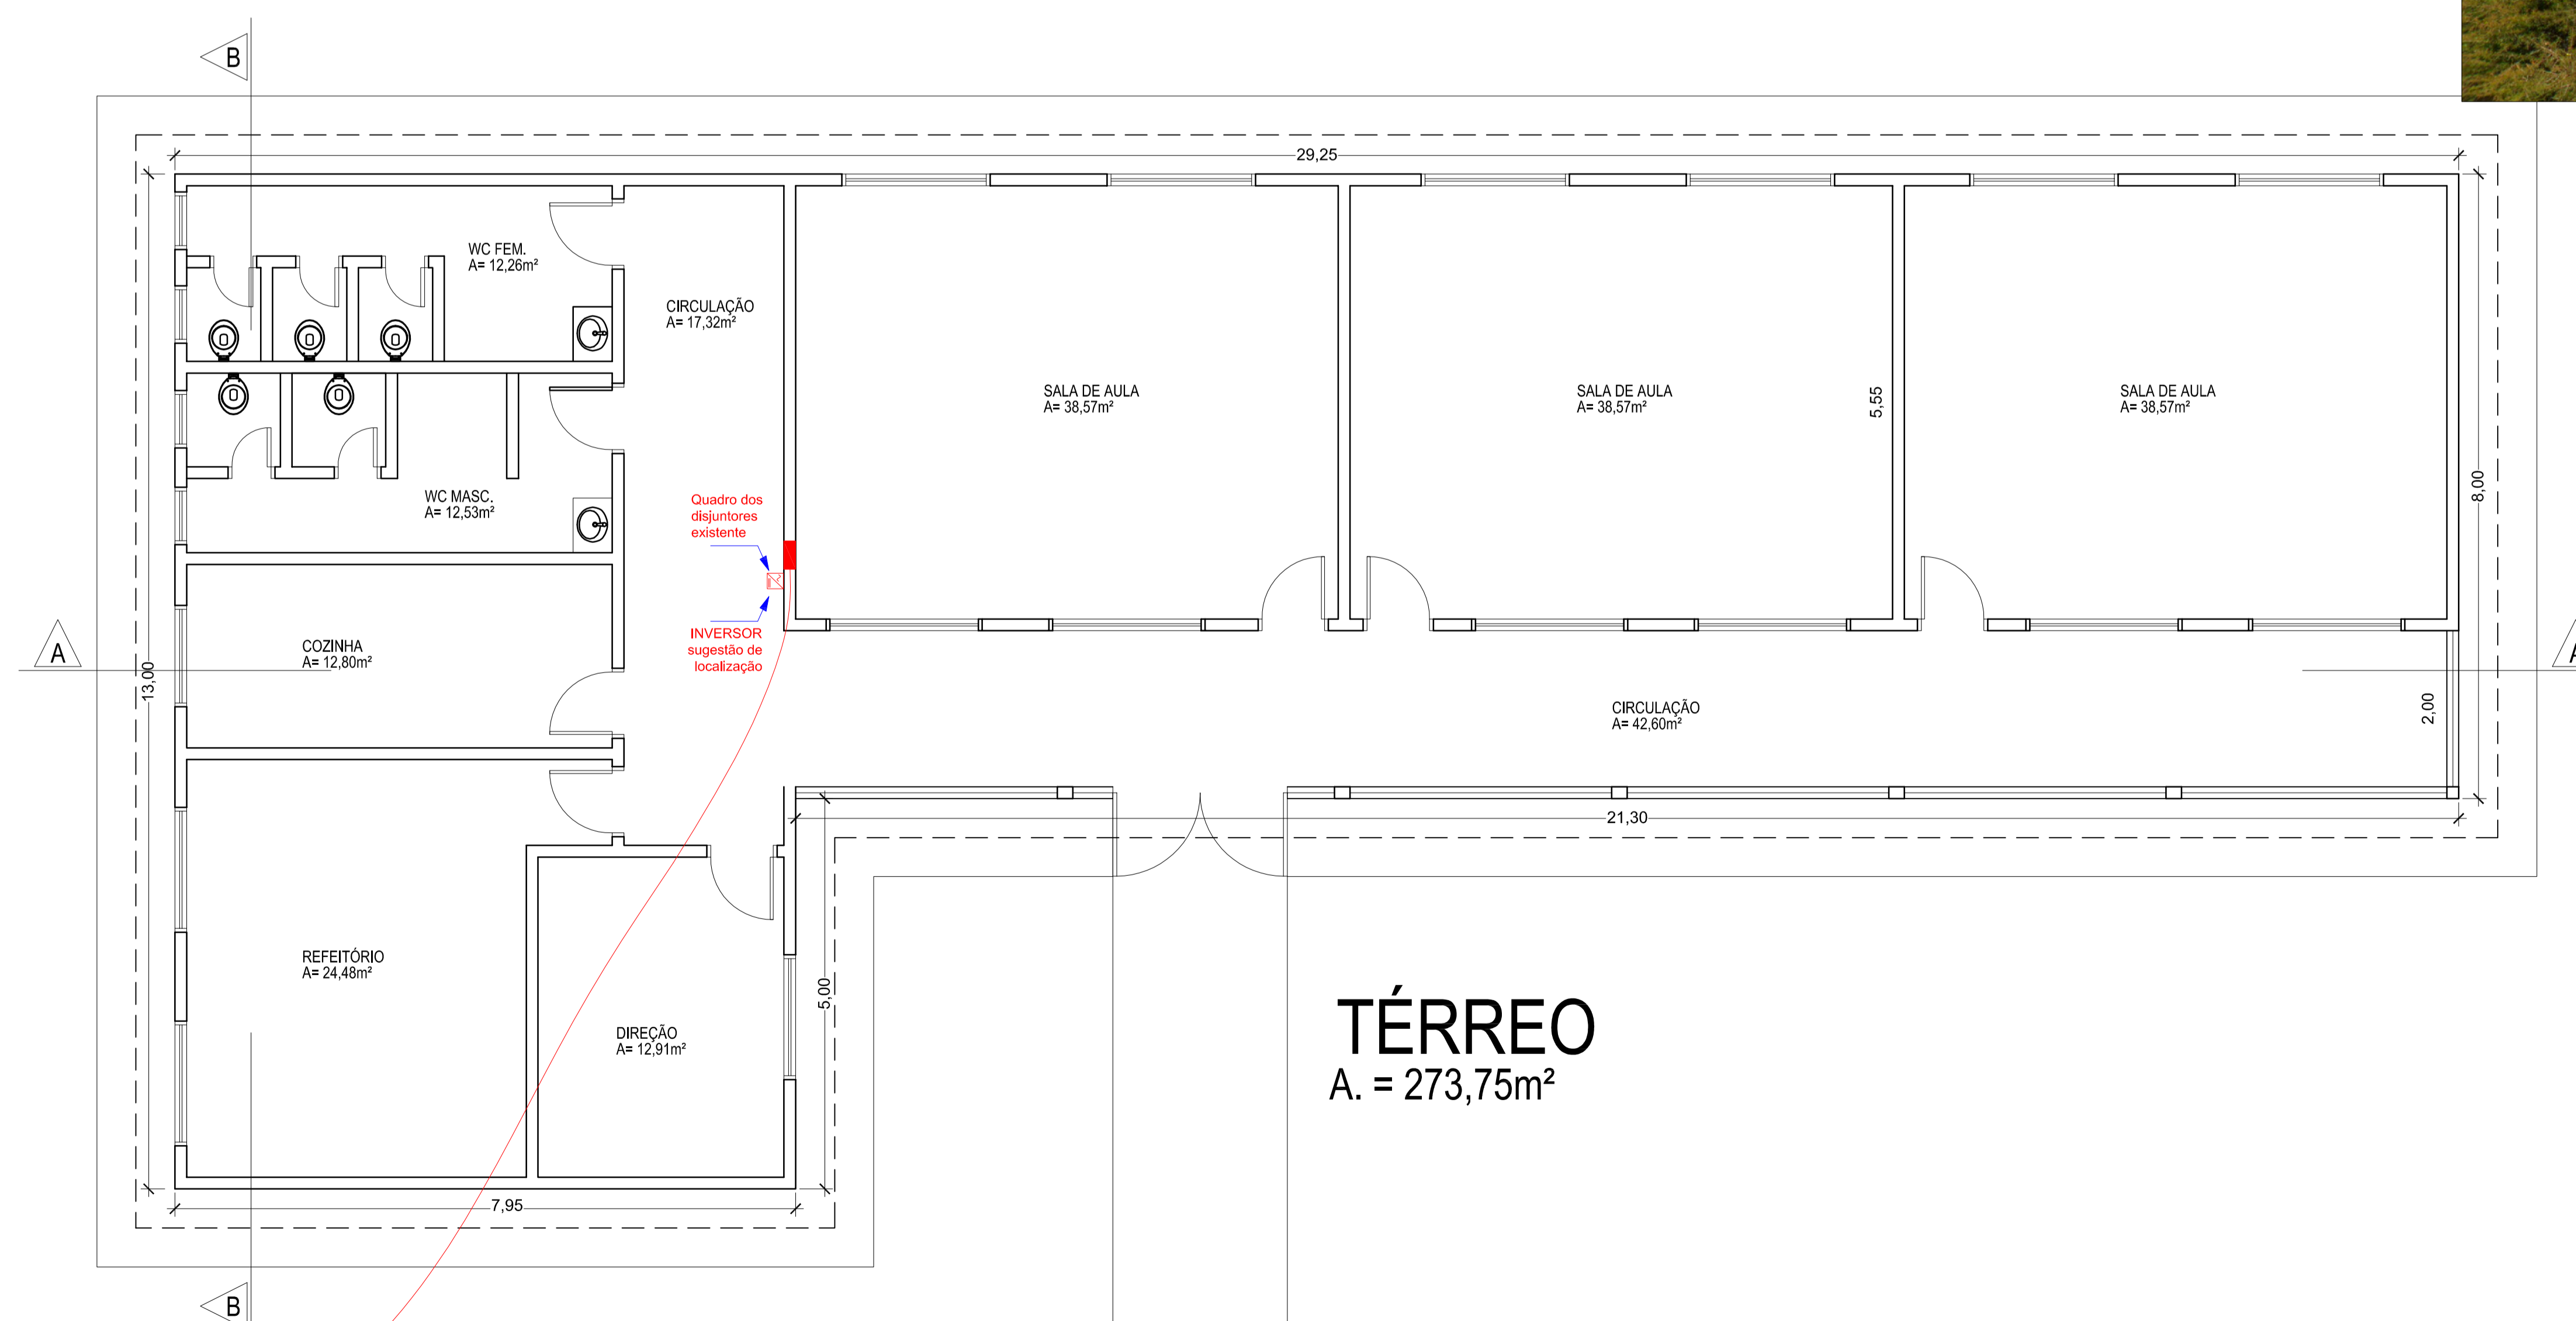 B
29,25
WC FEM.
A= 12,26m²
CIRCULAÇÃO
A= 17,32m²
SALA DE AULA
A= 38,57m²
SALA DE AULA
A= 38,57m²
5,55
SALA DE AULA
A= 38,57m²
8,00
WC MASC.
A= 12,53m²
Quadro dos
disjuntores
existente
INVERSOR
sugestão de
localização
COZINHA
A= 12,80m²
A
13,00
A
CIRCULAÇÃO
A= 42,60m²
2,00
21,30
REFEITÓRIO
A= 24,48m²
5,00
DIREÇÃO
A= 12,91m²
TÉRREO
A. = 273,75m²
7,95
B